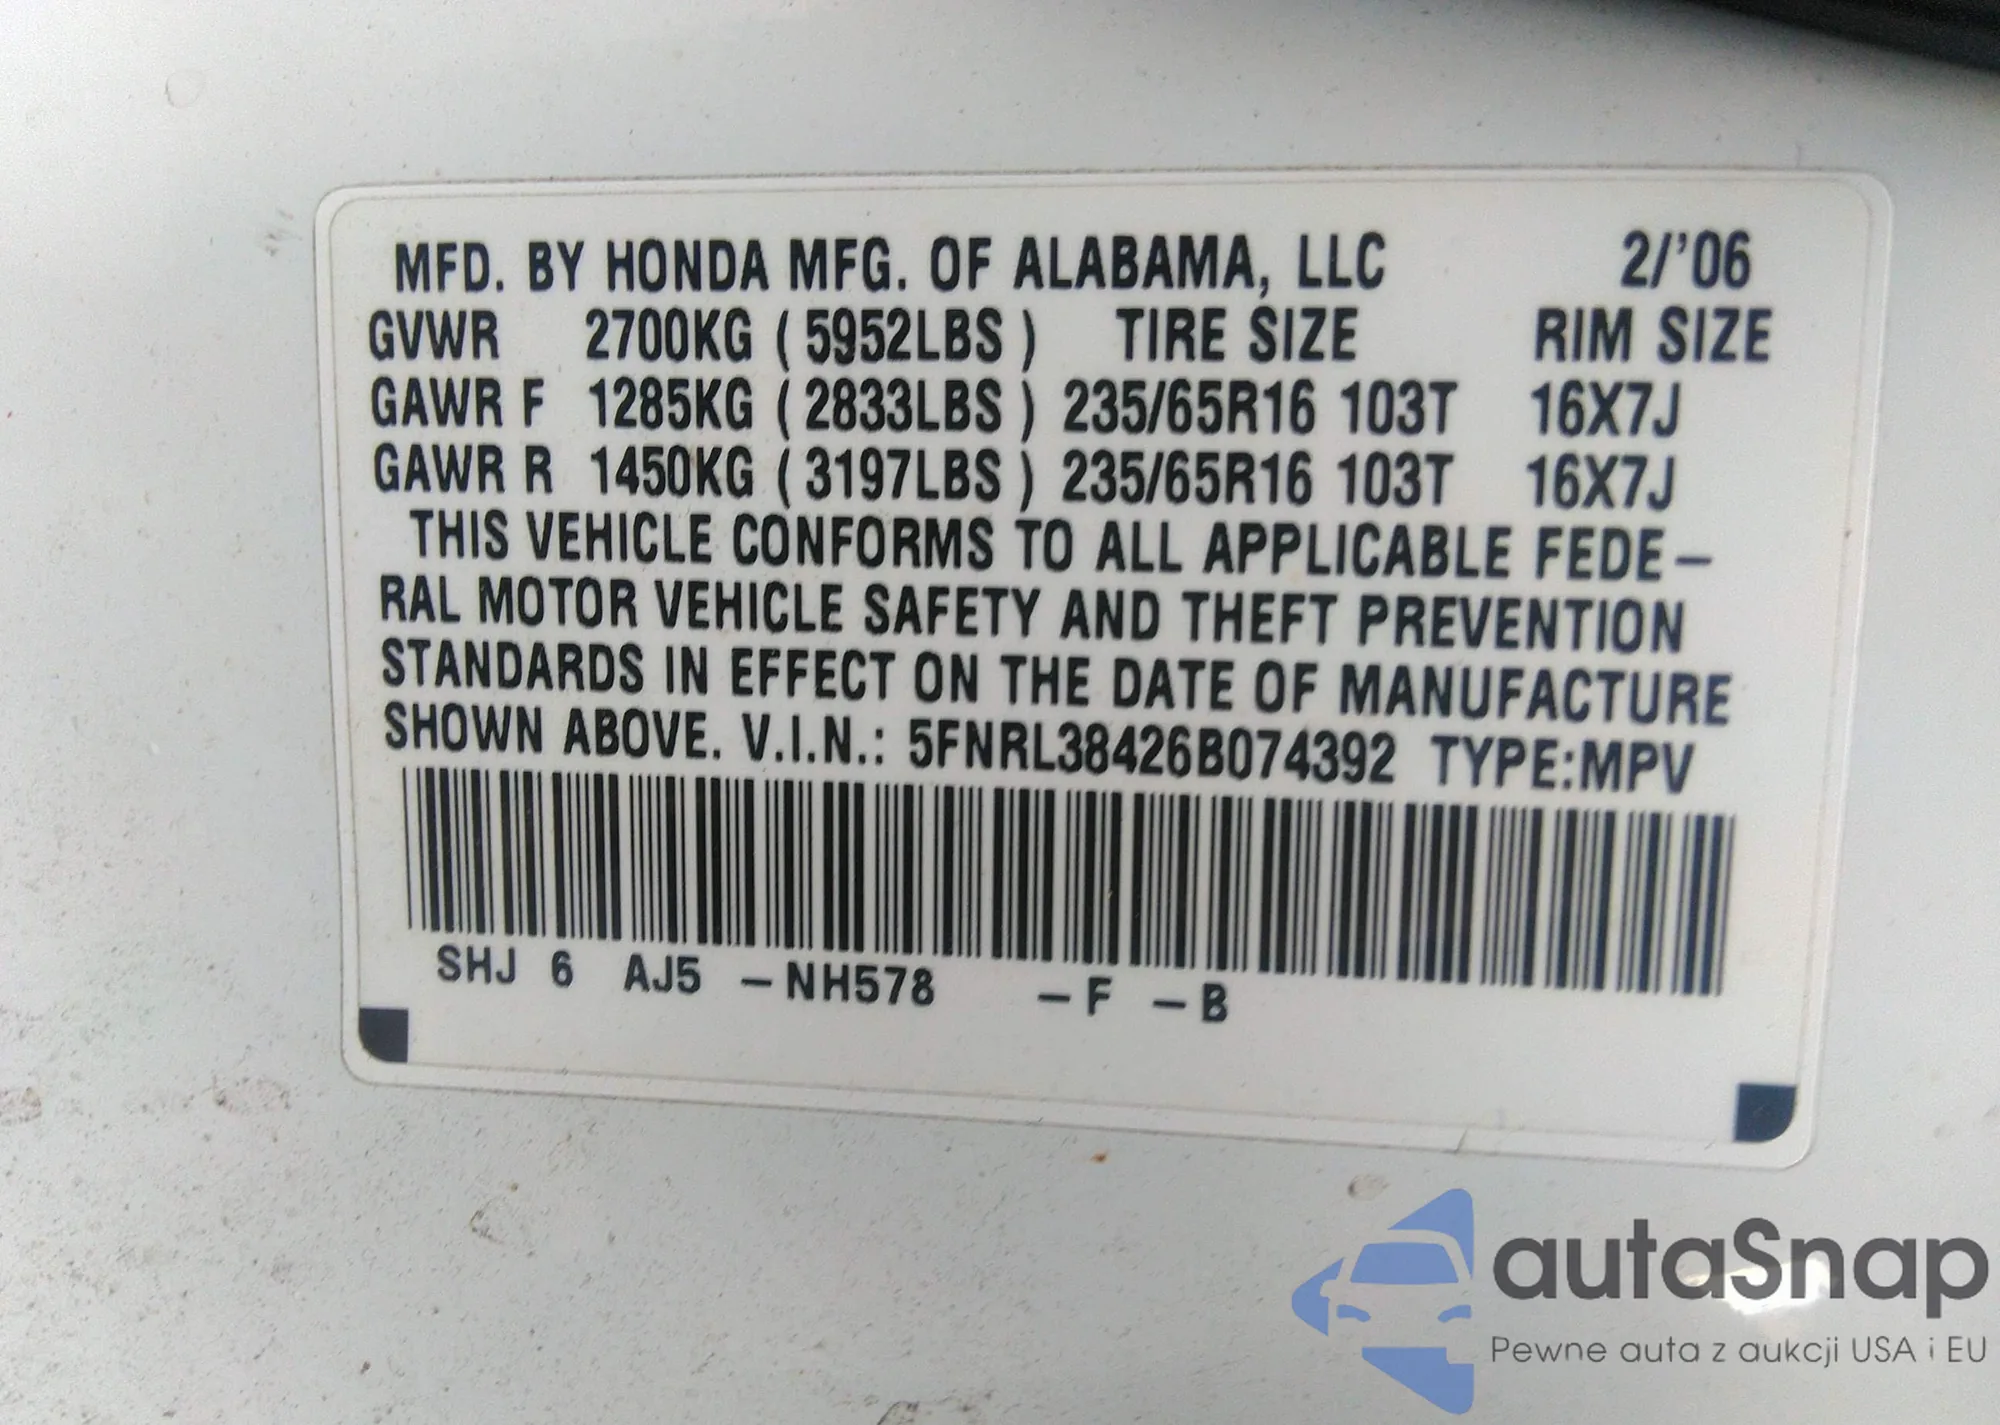 MFD. BY HONDA MFG. OF ALABAMA, LLC 2/'06
GVWR 2700KG (5952LBS) TIRE SIZE RIM SIZE
GAWR F 1285KG (2833LBS) 235/65R16 103T 16X7J
GAWR R 1450KG (3197LBS) 235/65R16 103T 16X7J
THIS VEHICLE CONFORMS TO ALL APPLICABLE FEDE-
RAL MOTOR VEHICLE SAFETY AND THEFT PREVENTION
STANDARDS IN EFFECT ON THE DATE OF MANUFACTURE
SHOWN ABOVE. V.I.N.: 5FNRL38426B074392 TYPE:MPV
SHJ 6 AJ5 -NH578 -F -B
autaSnap
Pewne auta z aukcji USA i EU